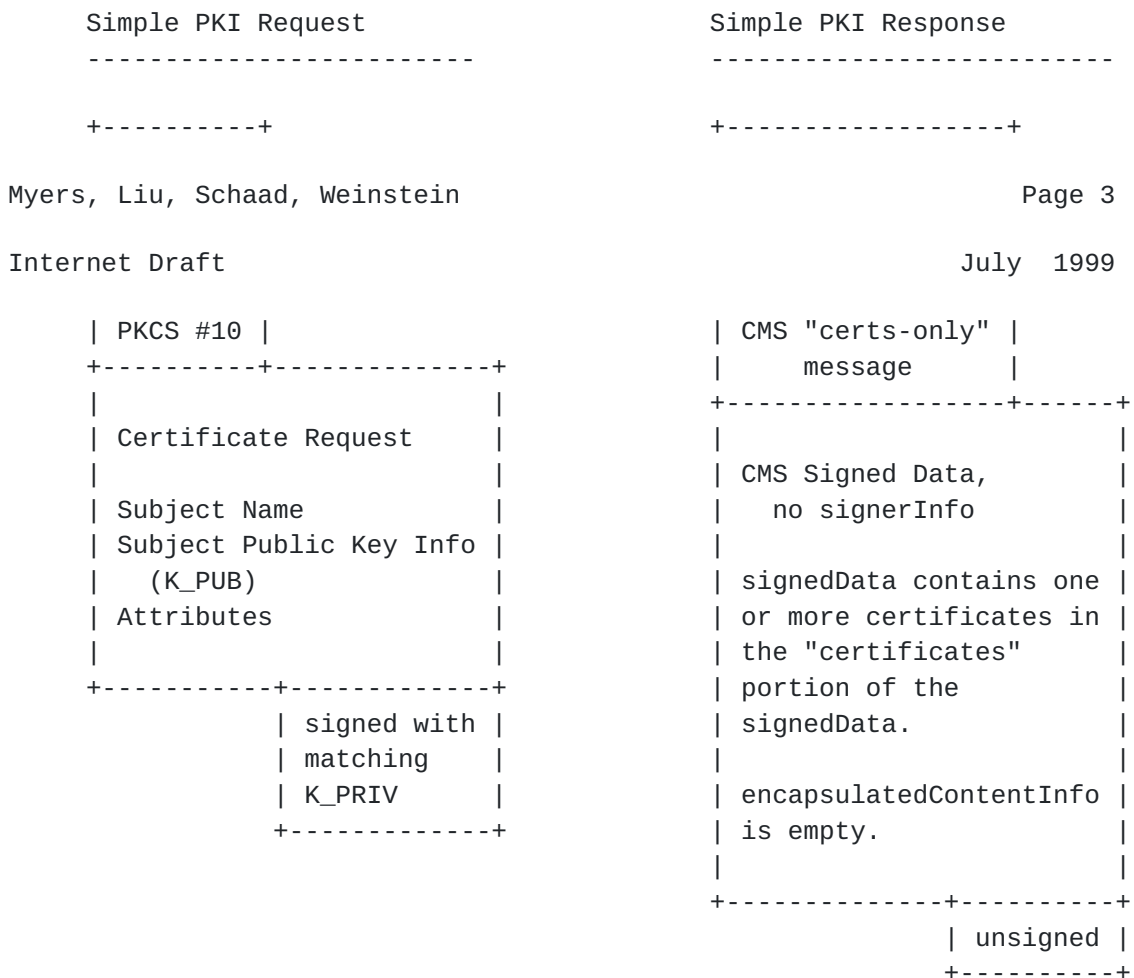 Simple PKI Request                      Simple PKI Response
     -------------------------               --------------------------

     +----------+                            +------------------+

Myers, Liu, Schaad, Weinstein                                    Page 3

Internet Draft                                               July  1999

     | PKCS #10 |                            | CMS "certs-only" |
     +----------+--------------+             |     message      |
     |                         |             +------------------+------+
     | Certificate Request     |             |                         |
     |                         |             | CMS Signed Data,        |
     | Subject Name            |             |   no signerInfo         |
     | Subject Public Key Info |             |                         |
     |   (K_PUB)               |             | signedData contains one |
     | Attributes              |             | or more certificates in |
     |                         |             | the "certificates"      |
     +-----------+-------------+             | portion of the          |
                 | signed with |             | signedData.             |
                 | matching    |             |                         |
                 | K_PRIV      |             | encapsulatedContentInfo |
                 +-------------+             | is empty.               |
                                             |                         |
                                             +--------------+----------+
                                                            | unsigned |
                                                            +----------+